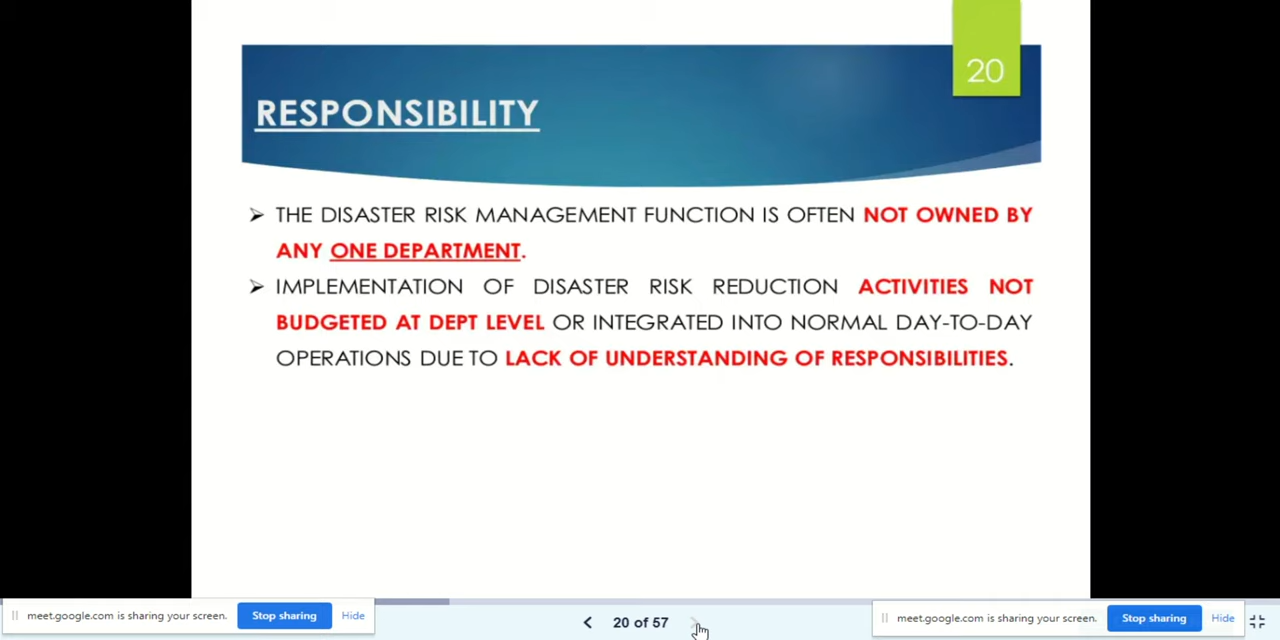 20
RESPONSIBILITY
➢ THE DISASTER RISK MANAGEMENT FUNCTION IS OFTEN NOT OWNED BY
ANY ONE DEPARTMENT.
➢ IMPLEMENTATION OF DISASTER RISK REDUCTION ACTIVITIES NOT
BUDGETED AT DEPT LEVEL OR INTEGRATED INTO NORMAL DAY-TO-DAY
OPERATIONS DUE TO LACK OF UNDERSTANDING OF RESPONSIBILITIES.
meet.google.com is sharing your screen. Stop sharing Hide
20 of 57
meet.google.com is sharing your screen. Stop sharing Hide